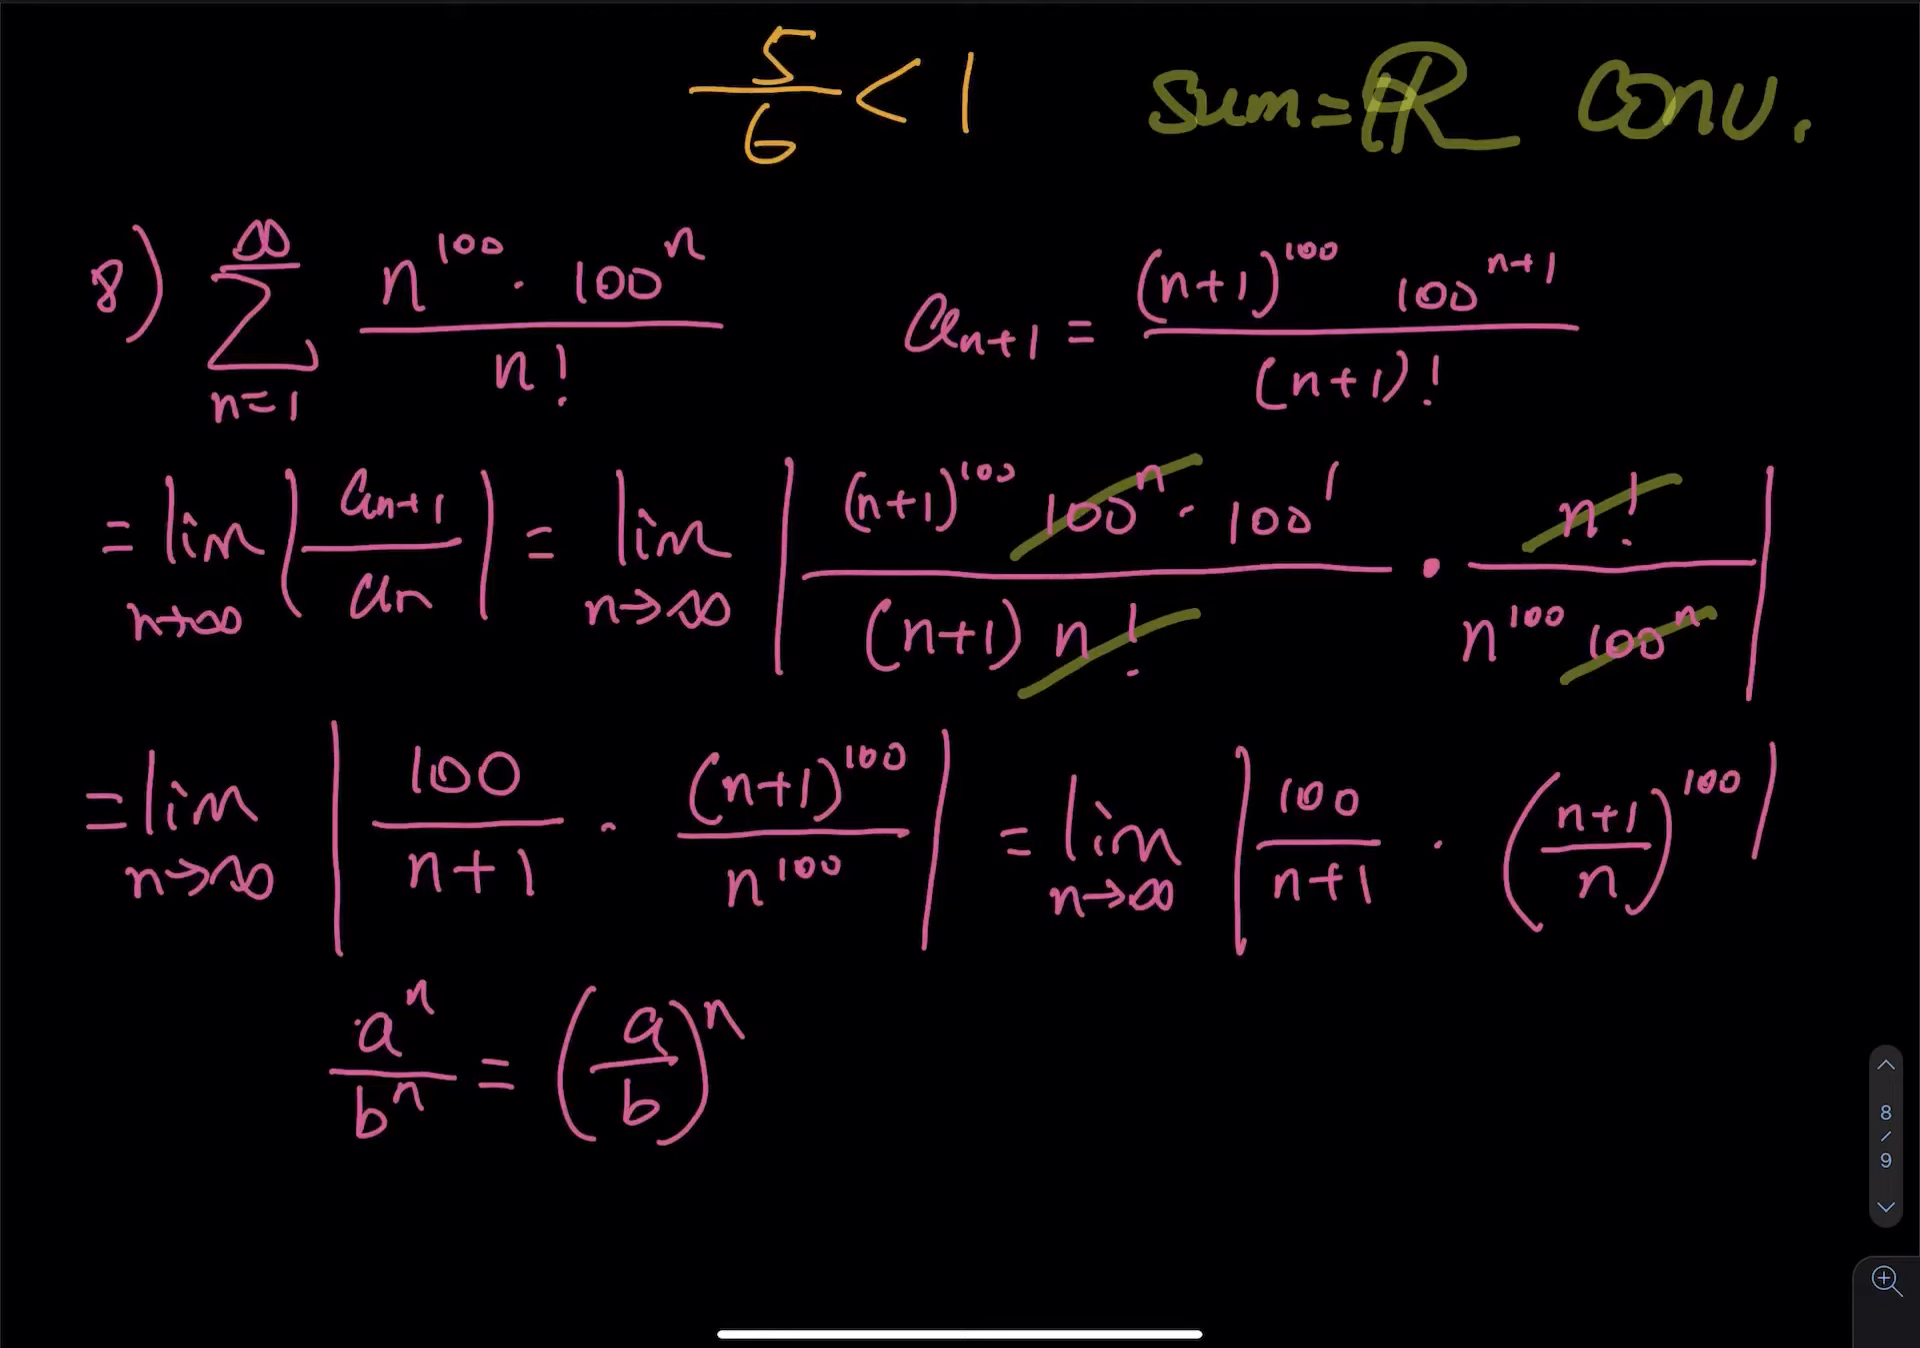 5/6 < 1 sum = ℝ conv.
8) ∑_{n=1}^{∞} (n^100 · 100^n)/(n!) a_{n+1} = ((n+1)^100 100^{n+1})/((n+1)!)
= lim_{n→∞} |a_{n+1}/a_n| = lim_{n→∞} |((n+1)^100 100^n · 100^1)/((n+1) n!) · (n!)/(n^100 100^n)|
= lim_{n→∞} |100/(n+1) · (n+1)^100/n^100| = lim_{n→∞} |100/(n+1) · ((n+1)/n)^100|
a^n/b^n = (a/b)^n
8
/
9